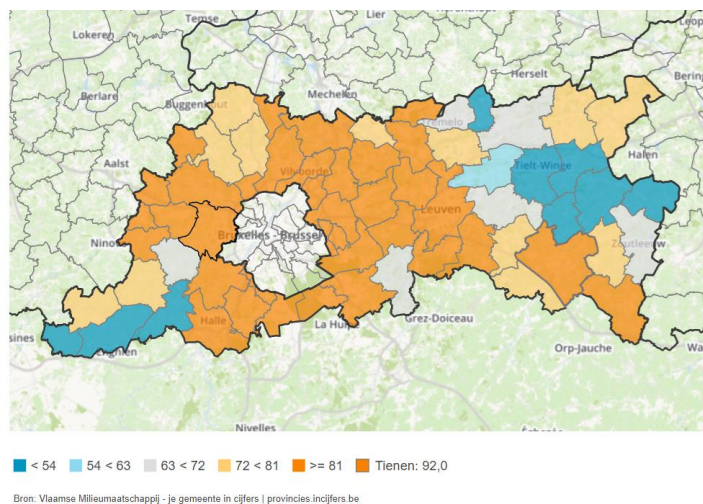 Temse
Lier
Lokeren
Herselt
Mechelen
Berlare
Buggenhout
Tremelo
Halen
Aalst
Vilvoorde
Tielt-Winge
Leuven
Bruxelles - Brussel
Zoutleeuw
Halle
La Hulpe
Grez-Doiceau
Enghien
Orp-Jauche
Nivelles
< 54 54 < 63 63 < 72 72 < 81 >= 81 Tienen: 92,0
Bron: Vlaamse Milieumaatschappij - je gemeente in cijfers | provincies.incijfers.be